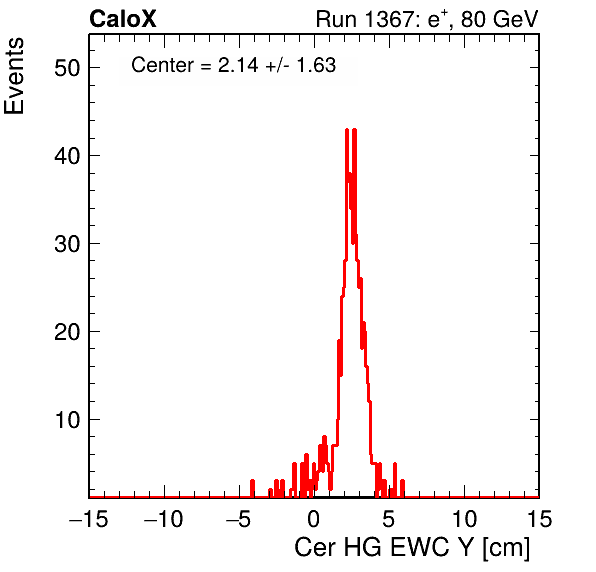 CaloX Run 1367: e⁺, 80 GeV
Center = 2.14 +/- 1.63
Events
50
40
30
20
10
−15 −10 −5 0 5 10 15
Cer HG EWC Y [cm]